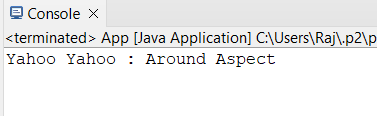 Console
<terminated> App [Java Application] C:\Users\Raj\.p2\p
Yahoo Yahoo : Around Aspect